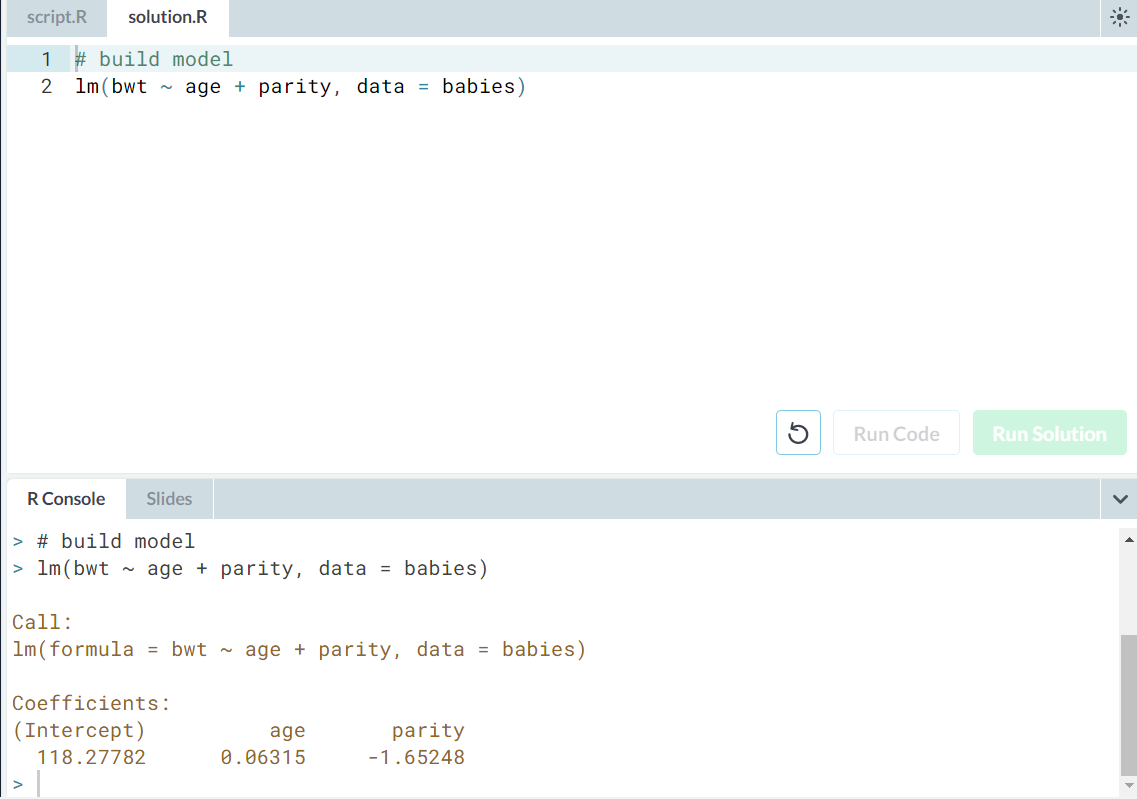 script.R solution.R
1 # build model
2 lm(bwt ~ age + parity, data = babies)
Run Code Run Solution
R Console Slides
> # build model
> lm(bwt ~ age + parity, data = babies)
Call:
lm(formula = bwt ~ age + parity, data = babies)
Coefficients:
(Intercept) age parity
118.27782 0.06315 -1.65248
>